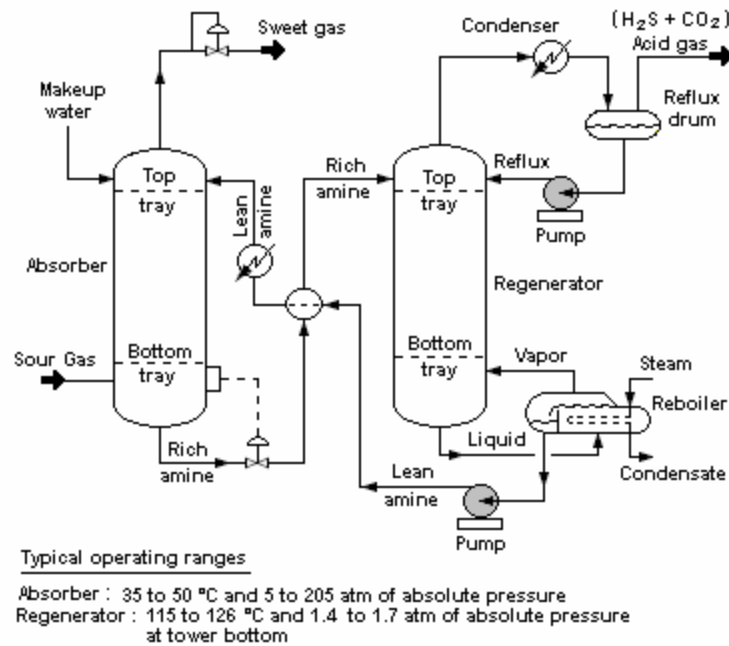 Sweet gas
Condenser
(H₂S + CO₂)
Acid gas
Makeup
water
Reflux
drum
Top
tray
Lean
amine
Rich
amine
Top
tray
Reflux
Pump
Absorber
Regenerator
Sour Gas
Bottom
tray
Bottom
tray
Vapor
Steam
Reboiler
Rich
amine
Liquid
Condensate
Lean
amine
Pump
Typical operating ranges
Absorber : 35 to 50 °C and 5 to 205 atm of absolute pressure
Regenerator : 115 to 126 °C and 1.4 to 1.7 atm of absolute pressure
at tower bottom